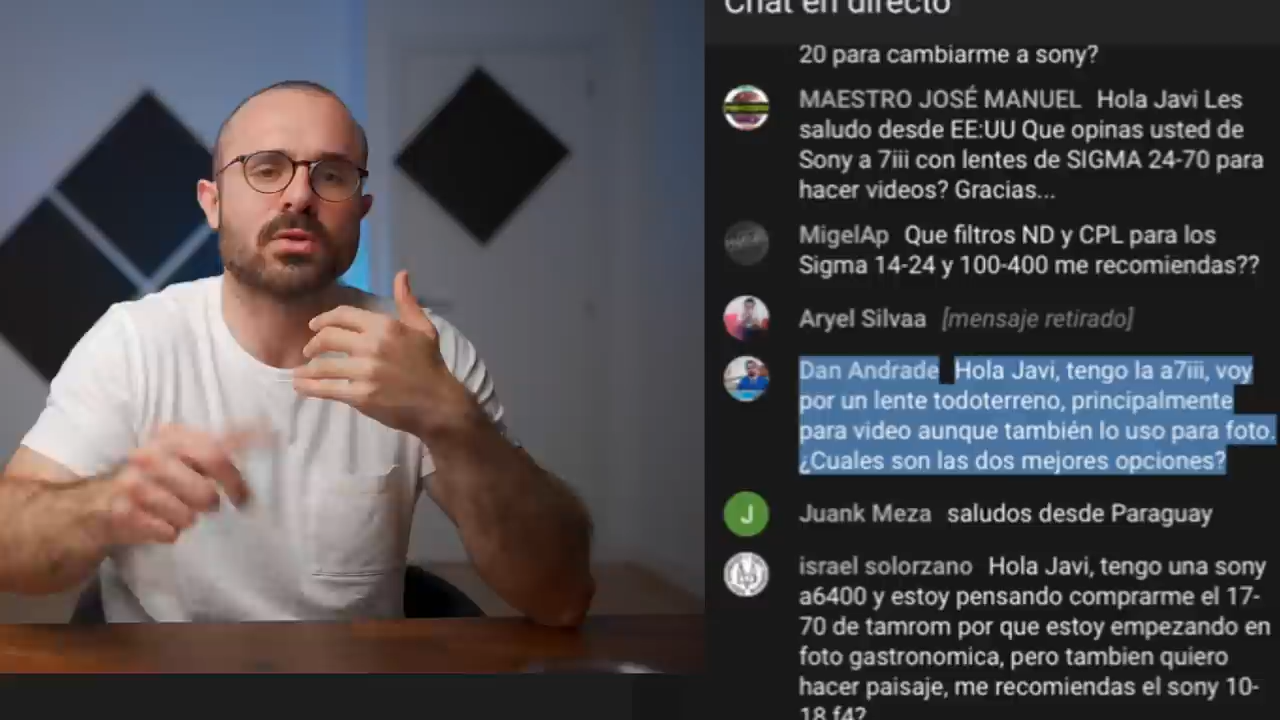 Chat en directo
20 para cambiarme a sony?
MAESTRO JOSÉ MANUEL Hola Javi Les
saludo desde EE:UU Que opinas usted de
Sony a 7iii con lentes de SIGMA 24-70 para
hacer videos? Gracias...
MigelAp Que filtros ND y CPL para los
Sigma 14-24 y 100-400 me recomiendas??
Aryel Silvaa [mensaje retirado]
Dan Andrade Hola Javi, tengo la a7iii, voy
por un lente todoterreno, principalmente
para video aunque también lo uso para foto.
¿Cuales son las dos mejores opciones?
J Juank Meza saludos desde Paraguay
israel solorzano Hola Javi, tengo una sony
a6400 y estoy pensando comprarme el 17-
70 de tamrom por que estoy empezando en
foto gastronomica, pero tambien quiero
hacer paisaje, me recomiendas el sony 10-
18 f4?